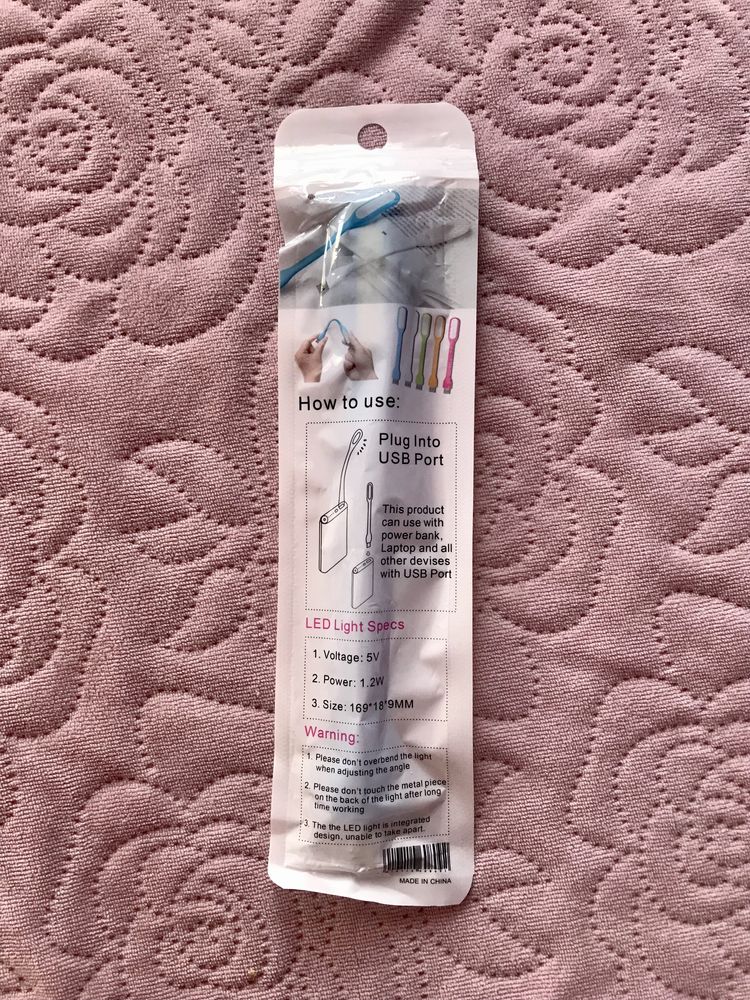 How to use:
Plug Into
USB Port
This product
can use with
power bank,
Laptop and all
other devises
with USB Port
LED Light Specs
1. Voltage: 5V
2. Power: 1.2W
3. Size: 169*18*9MM
Warning:
1. Please don't overbend the light
when adjusting the angle
2. Please don't touch the metal piece
on the back of the light after long
time working
3. The the LED light is integrated
design, unable to take apart.
MADE IN CHINA